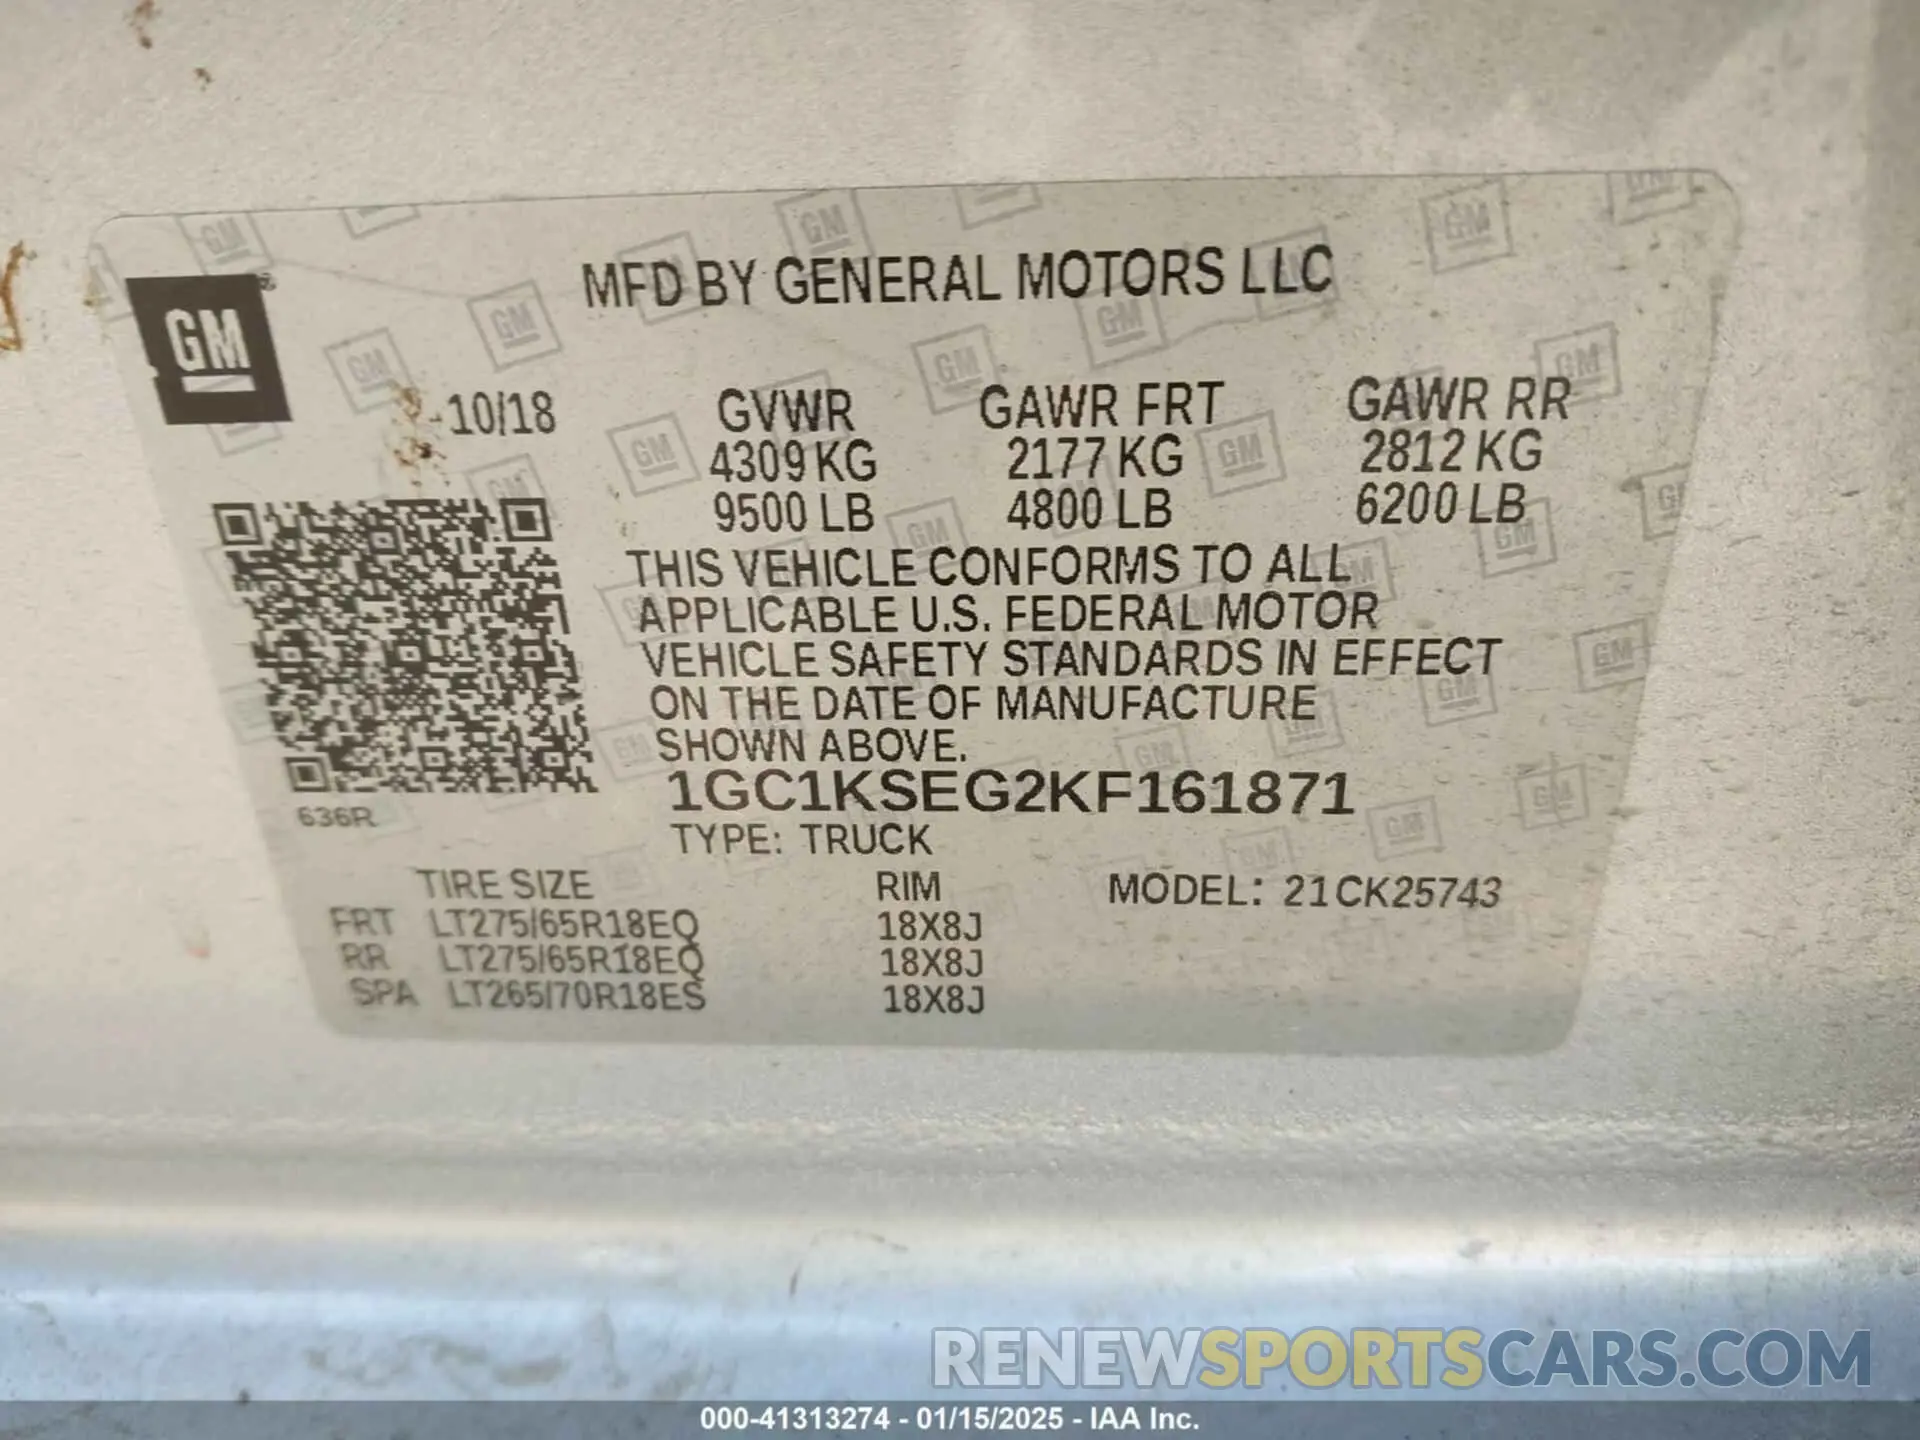 MFD BY GENERAL MOTORS LLC
GM
10/18
GVWR GAWR FRT GAWR RR
4309 KG 2177 KG 2812 KG
9500 LB 4800 LB 6200 LB
THIS VEHICLE CONFORMS TO ALL
APPLICABLE U.S. FEDERAL MOTOR
VEHICLE SAFETY STANDARDS IN EFFECT
ON THE DATE OF MANUFACTURE
SHOWN ABOVE.
1GC1KSEG2KF161871
636R
TYPE: TRUCK
TIRE SIZE RIM MODEL: 21CK25743
FRT LT275/65R18EQ 18X8J
RR LT275/65R18EQ 18X8J
SPA LT265/70R18ES 18X8J
RENEWSPORTSCARS.COM
000-41313274 - 01/15/2025 - IAA Inc.